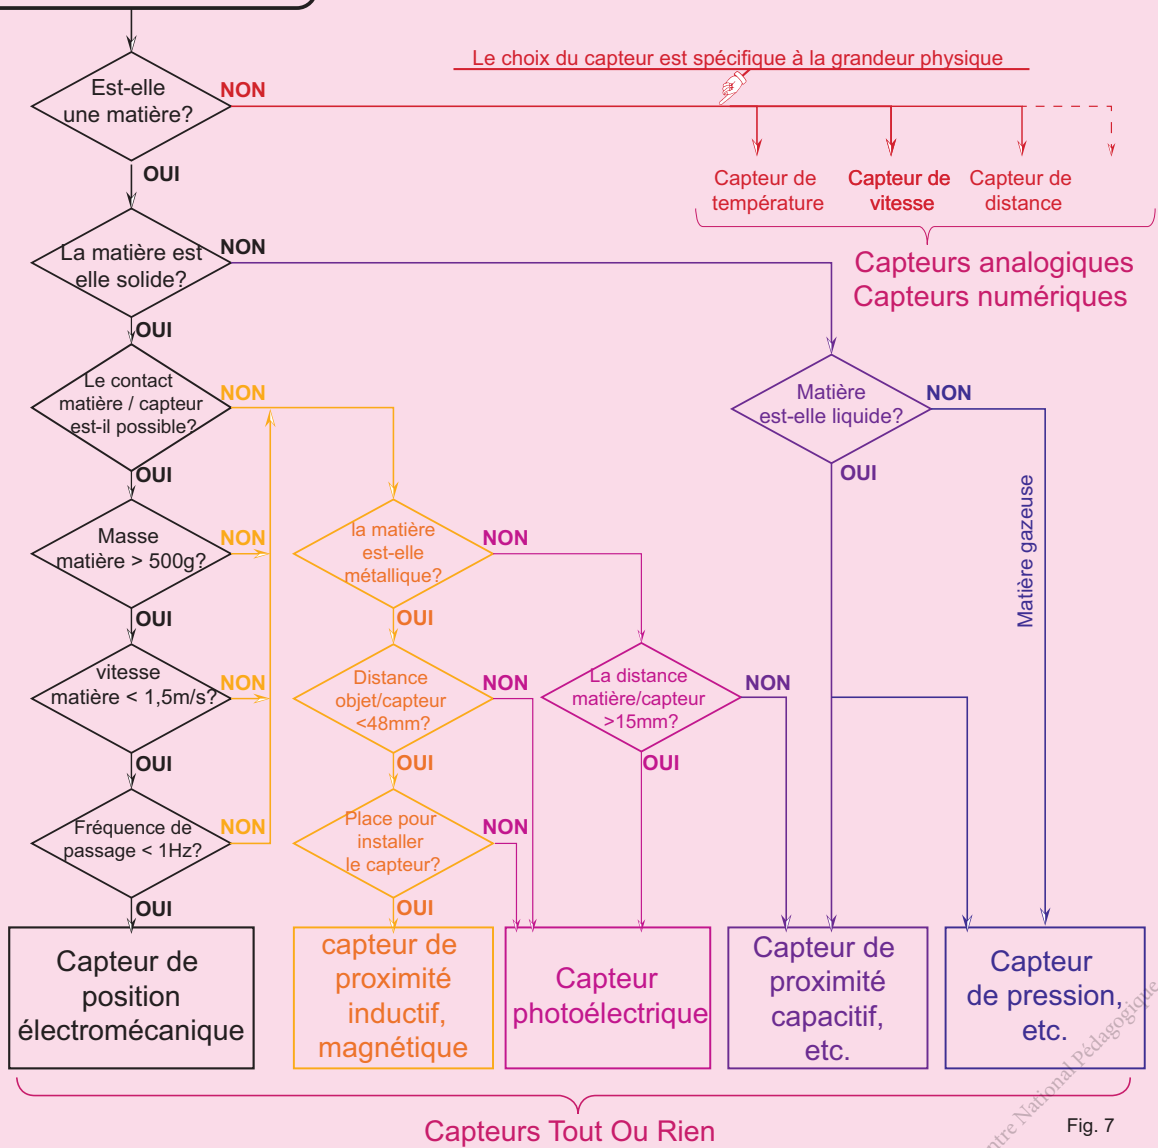 Le choix du capteur est spécifique à la grandeur physique
Est-elle
une matière?
NON
OUI
Capteur de
température
Capteur de
vitesse
Capteur de
distance
Capteurs analogiques
Capteurs numériques
La matière est
elle solide?
NON
OUI
Le contact
matière / capteur
est-il possible?
NON
OUI
Matière
est-elle liquide?
NON
OUI
Matière gazeuse
Masse
matière > 500g?
NON
OUI
la matière
est-elle
métallique?
NON
OUI
vitesse
matière < 1,5m/s?
NON
OUI
Distance
objet/capteur
<48mm?
NON
OUI
La distance
matière/capteur
>15mm?
NON
OUI
Fréquence de
passage < 1Hz?
NON
OUI
Place pour
installer
le capteur?
NON
OUI
Capteur de
position
électromécanique
capteur de
proximité
inductif,
magnétique
Capteur
photoélectrique
Capteur de
proximité
capacitif,
etc.
Capteur
de pression,
etc.
Capteurs Tout Ou Rien
National Pédagogique
Fig. 7